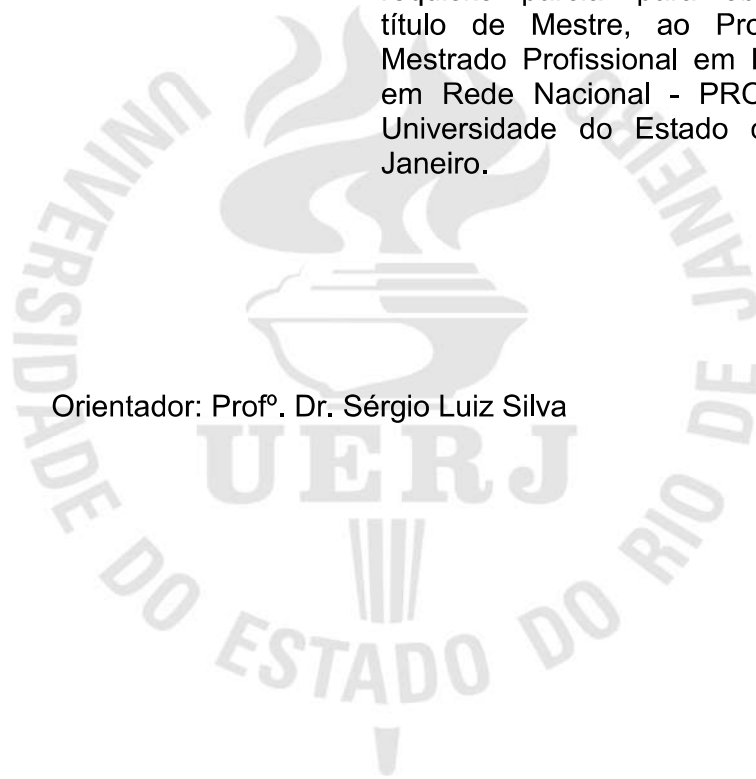 título de Mestre, ao
Mestrado Profissional em
em Rede Nacional -
Universidade do Estado
Janeiro.
Orientador: Profº. Dr. Sérgio Luiz Silva
UNIVERSIDADE DO ESTADO DO RIO DE JANEIRO
UERJ